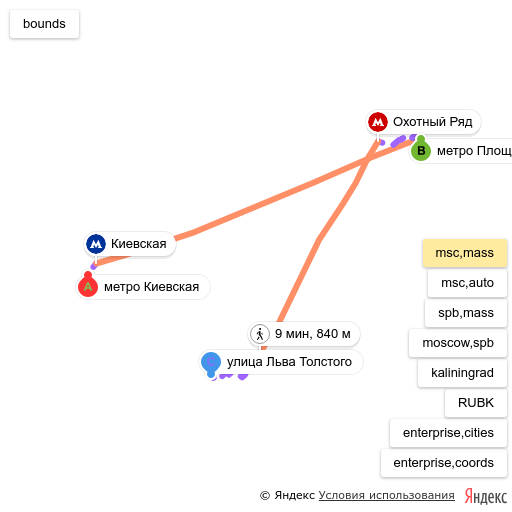 bounds
Охотный Ряд
B
метро Площ
Киевская
A
метро Киевская
msc,mass
msc,auto
spb,mass
moscow,spb
kaliningrad
RUBK
enterprise,cities
enterprise,coords
9 мин, 840 м
улица Льва Толстого
© Яндекс Условия использования Яндекс